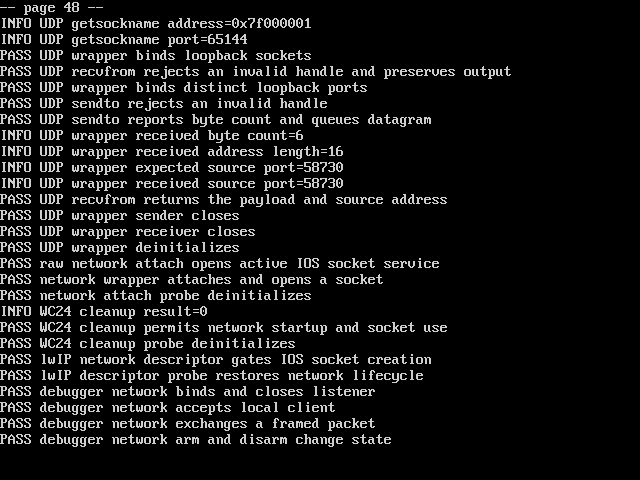 -- page 48 --
INFO UDP getsockname address=0x7f000001
INFO UDP getsockname port=65144
PASS UDP wrapper binds loopback sockets
PASS UDP recvfrom rejects an invalid handle and preserves output
PASS UDP wrapper binds distinct loopback ports
PASS UDP sendto rejects an invalid handle
PASS UDP sendto reports byte count and queues datagram
INFO UDP wrapper received byte count=6
INFO UDP wrapper received address length=16
INFO UDP wrapper expected source port=58730
INFO UDP wrapper received source port=58730
PASS UDP recvfrom returns the payload and source address
PASS UDP wrapper sender closes
PASS UDP wrapper receiver closes
PASS UDP wrapper deinitializes
PASS raw network attach opens active IOS socket service
PASS network wrapper attaches and opens a socket
PASS network attach probe deinitializes
INFO WC24 cleanup result=0
PASS WC24 cleanup permits network startup and socket use
PASS WC24 cleanup probe deinitializes
PASS lwIP network descriptor gates IOS socket creation
PASS lwIP descriptor probe restores network lifecycle
PASS debugger network binds and closes listener
PASS debugger network accepts local client
PASS debugger network exchanges a framed packet
PASS debugger network arm and disarm change state